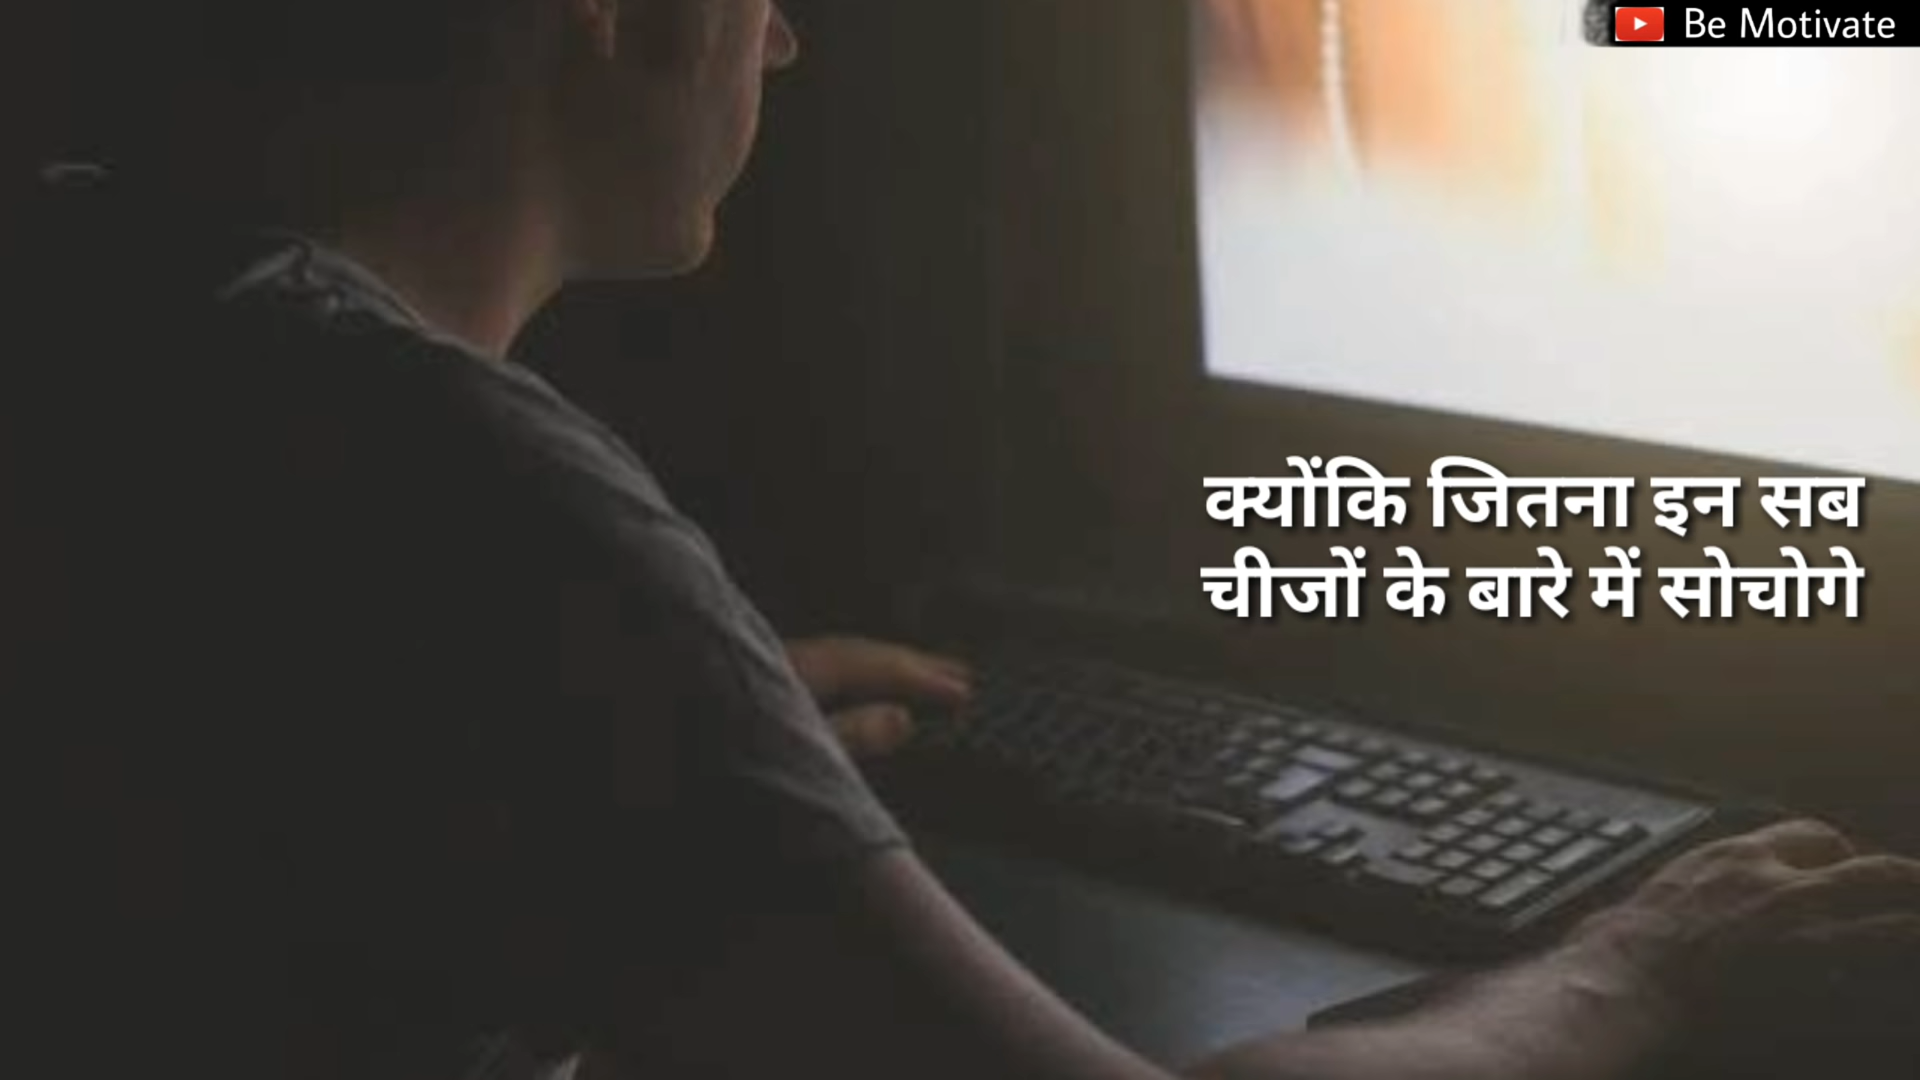 Be Motivate
क्योंकि जितना इन सब
चीजों के बारे में सोचोगे